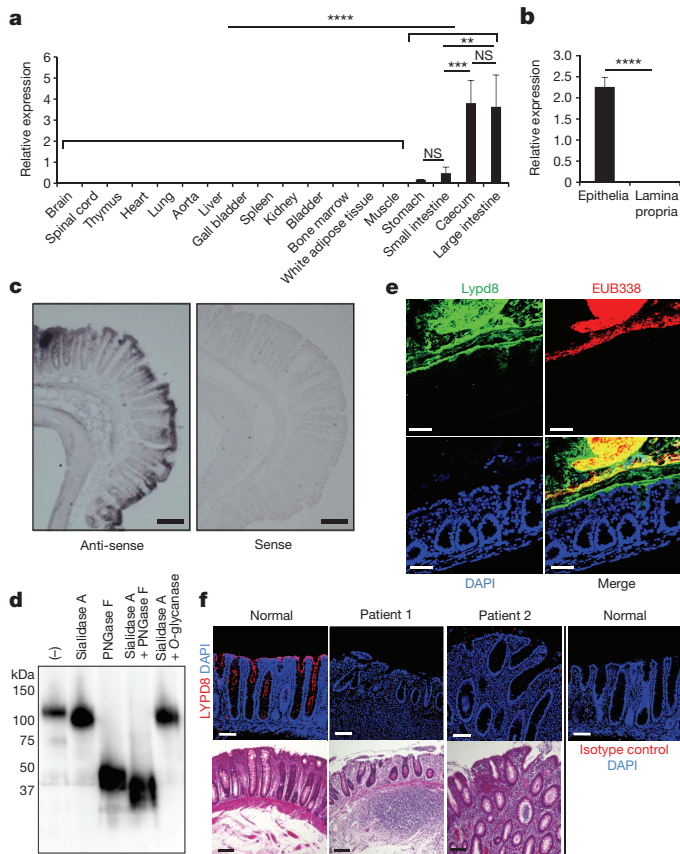 a
****
**
***
NS
NS
Relative expression
6
5
4
3
2
1
0
Brain
Spinal cord
Thymus
Heart
Lung
Aorta
Liver
Gall bladder
Spleen
Kidney
Bladder
Bone marrow
White adipose tissue
Muscle
Stomach
Small intestine
Caecum
Large intestine
b
****
Relative expression
3.0
2.5
2.0
1.5
1.0
0.5
0
Epithelia
Lamina
propria
c
Anti-sense
Sense
d
(–)
Sialidase A
PNGase F
Sialidase A
+ PNGase F
Sialidase A
+ O-glycanase
kDa
150
100
75
50
37
e
Lypd8
EUB338
DAPI
Merge
f
Normal
Patient 1
Patient 2
Normal
LYPD8 DAPI
Isotype control
DAPI